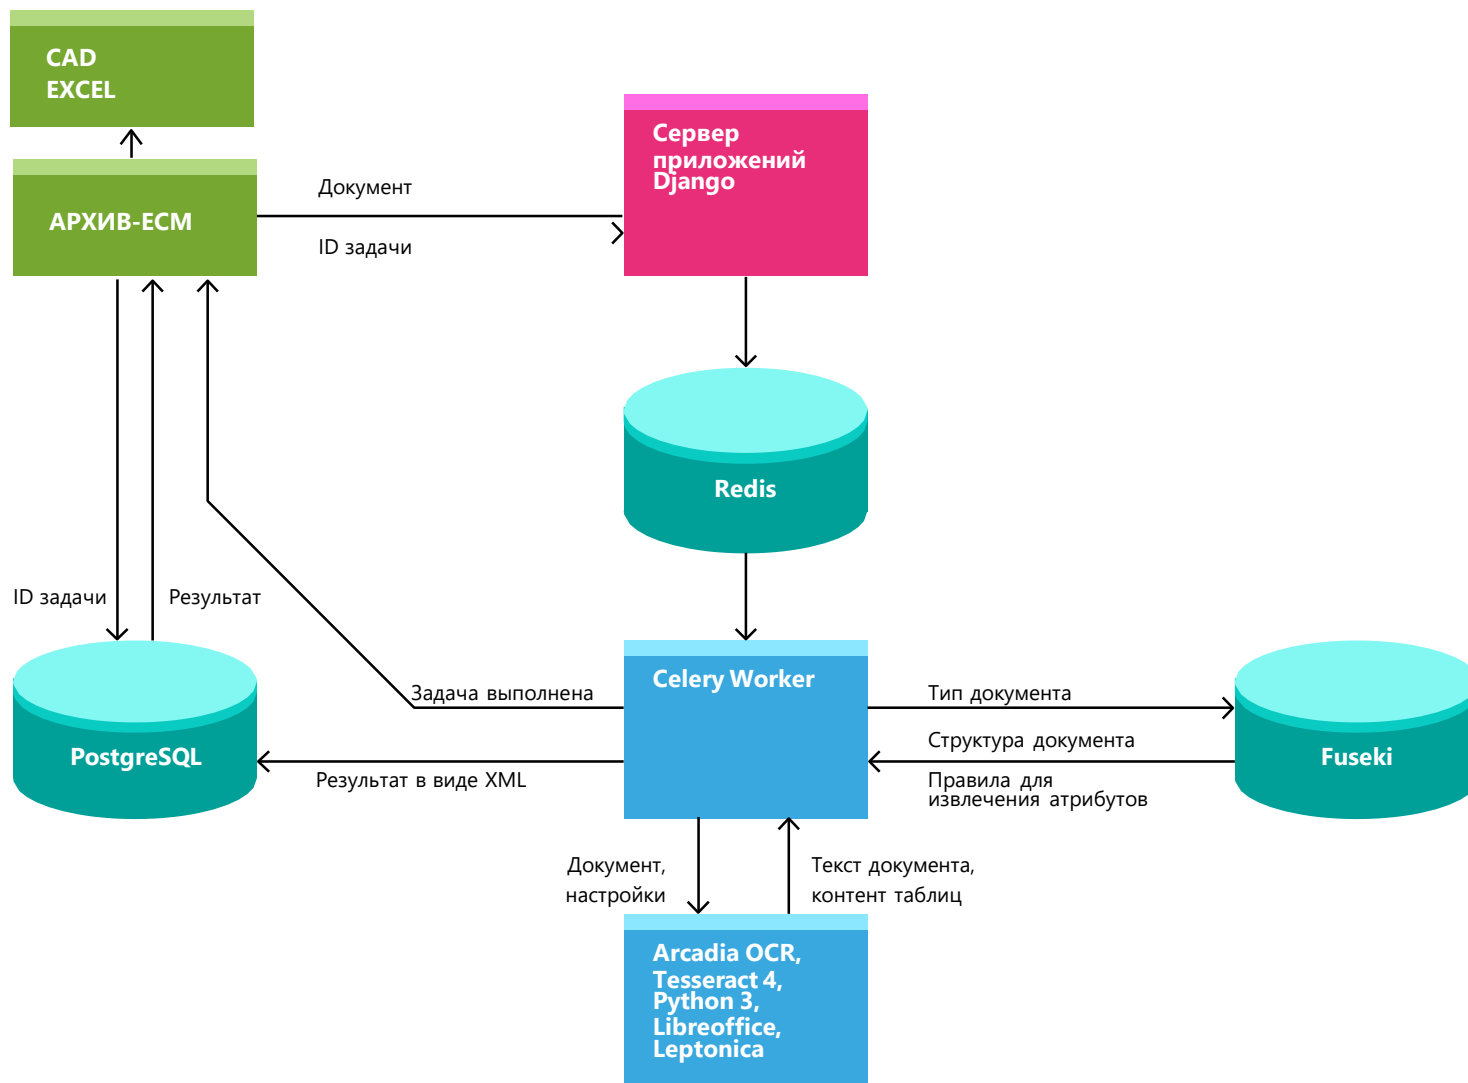 CAD
EXCEL
Сервер
приложений
Django
Документ
АРХИВ-ECM
ID задачи
Redis
ID задачи
Результат
Celery Worker
Задача выполнена
Тип документа
Структура документа
PostgreSQL
Fuseki
Результат в виде XML
Правила для
извлечения атрибутов
Документ,
настройки
Текст документа,
контент таблиц
Arcadia OCR,
Tesseract 4,
Python 3,
Libreoffice,
Leptonica